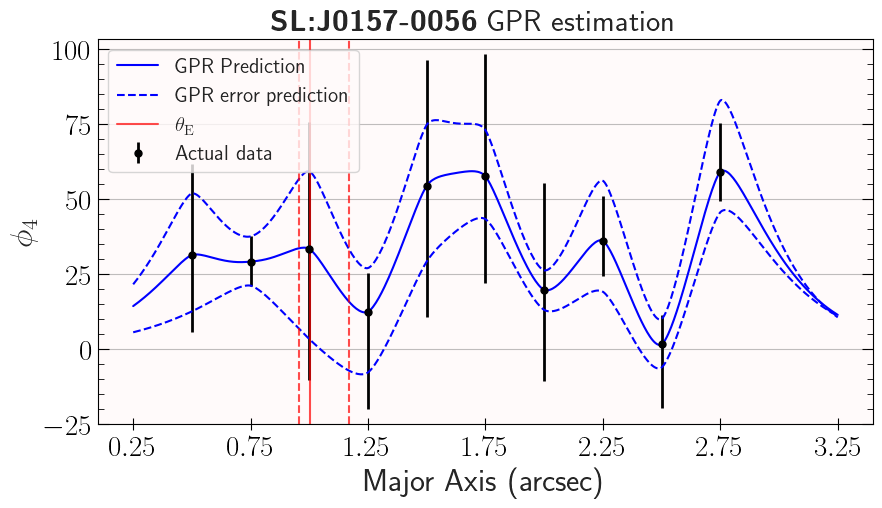 SL:J0157-0056 GPR estimation
100
75
50
25
0
−25
ϕ₄
GPR Prediction
GPR error prediction
θ_E
Actual data
0.25 0.75 1.25 1.75 2.25 2.75 3.25
Major Axis (arcsec)